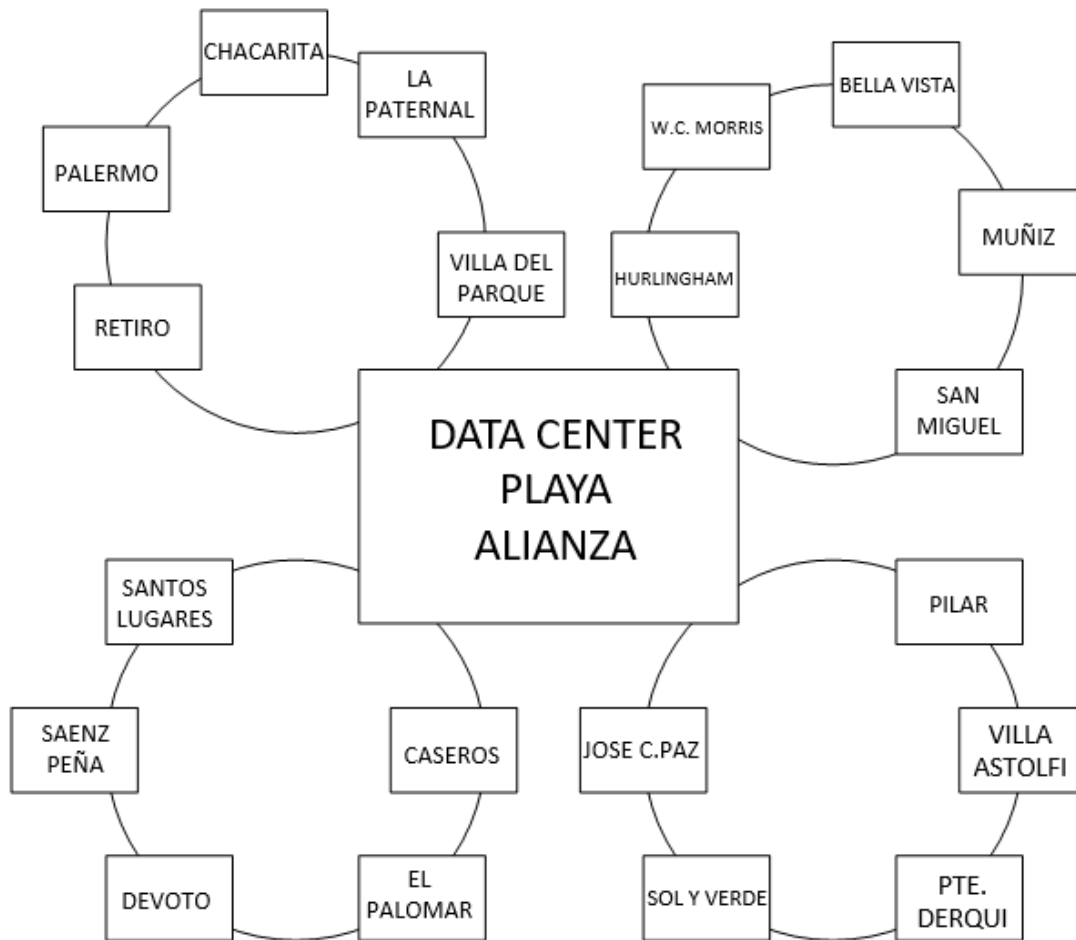 CHACARITA
LA
PATERNAL
PALERMO
VILLA DEL
PARQUE
RETIRO
BELLA VISTA
W.C. MORRIS
MUÑIZ
HURLINGHAM
SAN
MIGUEL
DATA CENTER
PLAYA
ALIANZA
SANTOS
LUGARES
SAENZ
PEÑA
CASEROS
DEVOTO
EL
PALOMAR
PILAR
JOSE C.PAZ
VILLA
ASTOLFI
SOL Y VERDE
PTE.
DERQUI